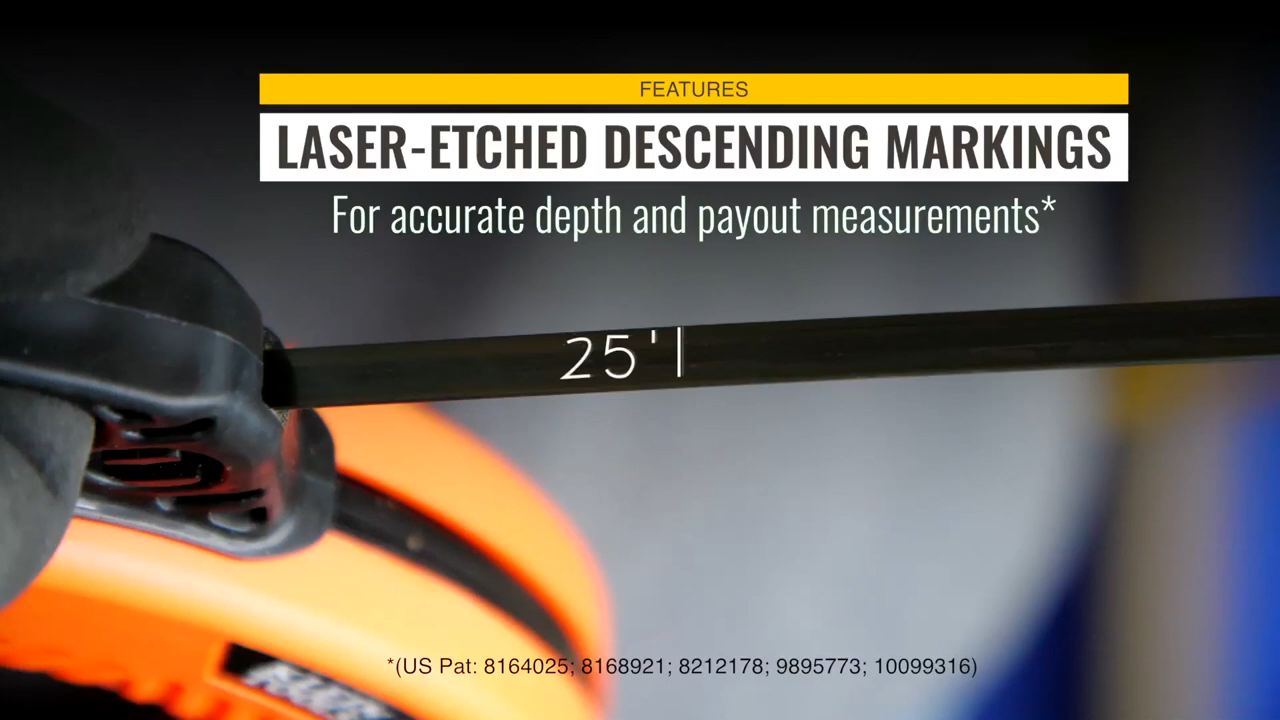 FEATURES
LASER-ETCHED DESCENDING MARKINGS
For accurate depth and payout measurements*
25'|
*(US Pat: 8164025; 8168921; 8212178; 9895773; 10099316)